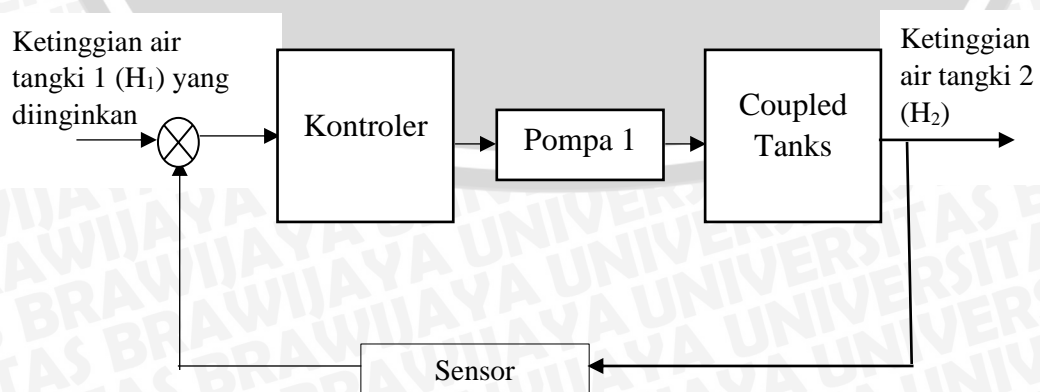 Ketinggian air
tangki 1 (H₁) yang
diinginkan
Kontroler
Pompa 1
Coupled
Tanks
Ketinggian
air tangki 2
(H₂)
Sensor